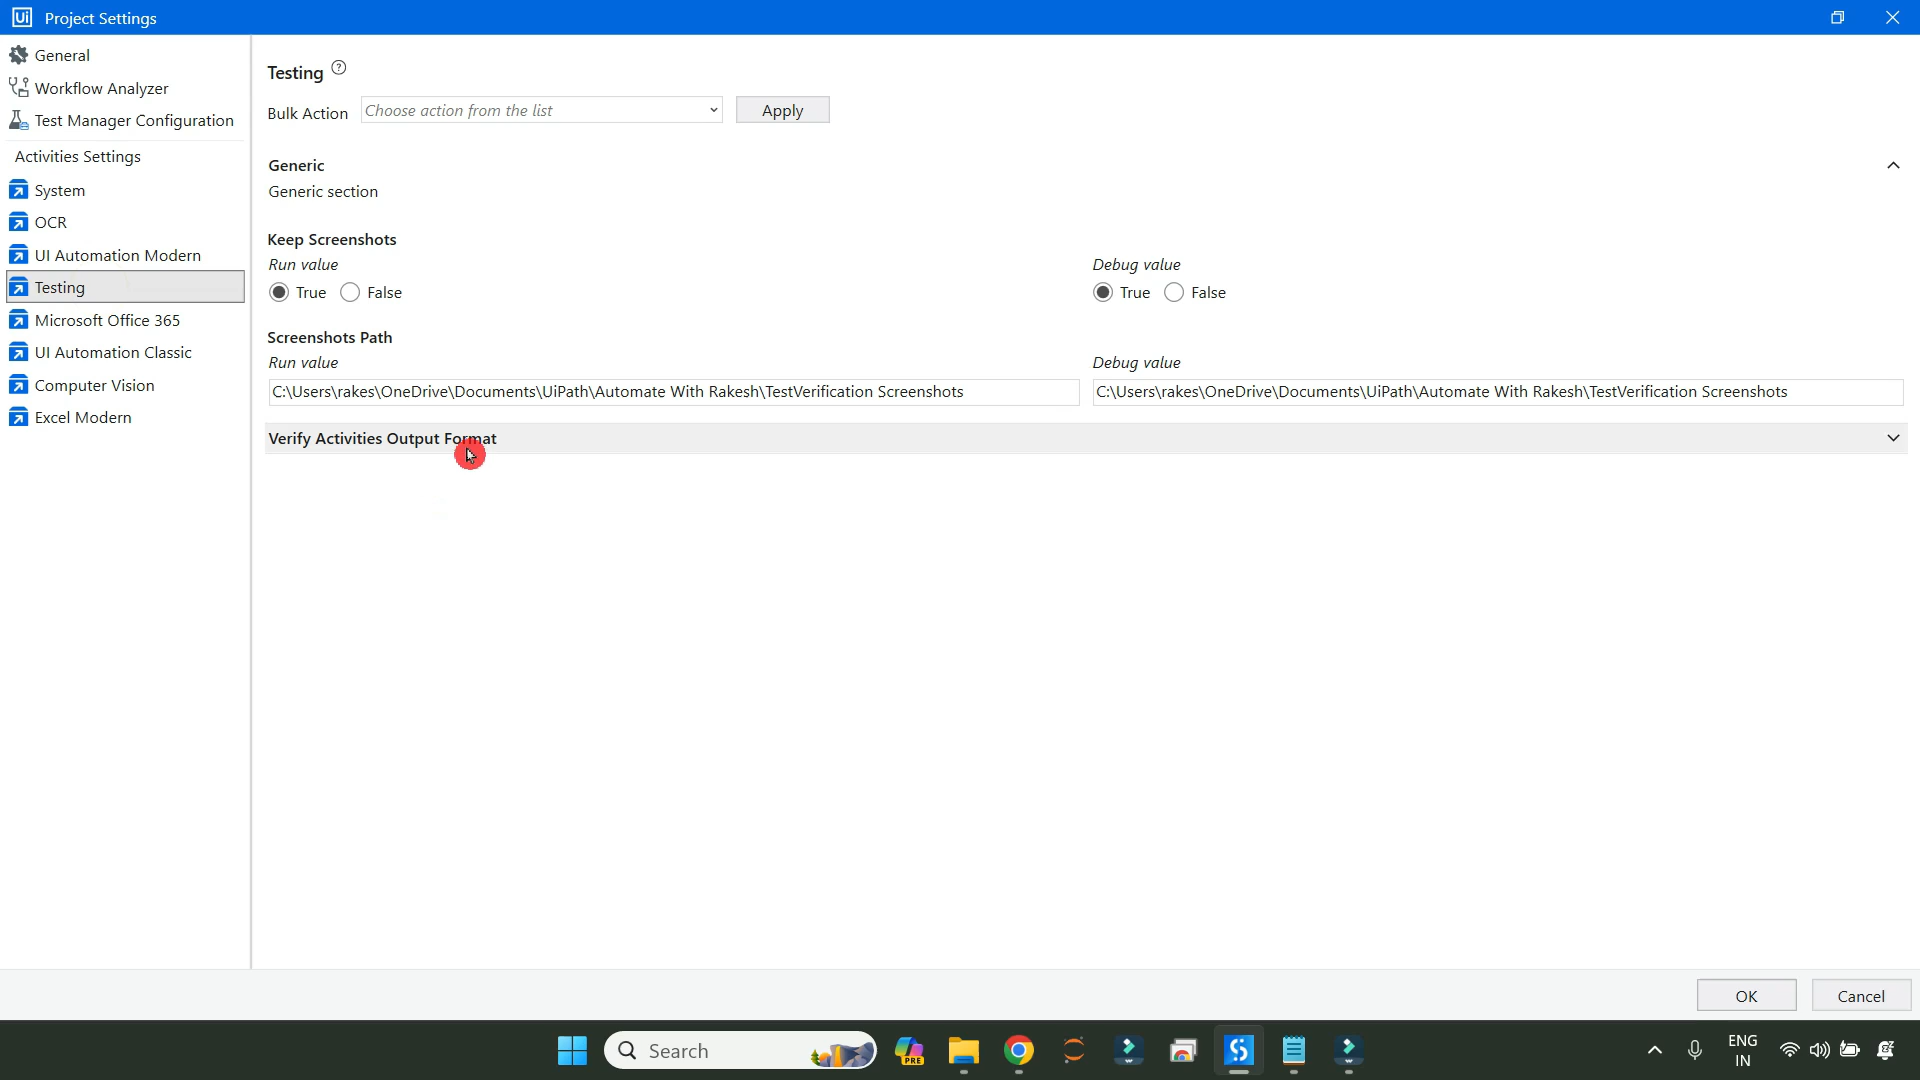 Ui Project Settings
General
Workflow Analyzer
Test Manager Configuration
Activities Settings
System
OCR
UI Automation Modern
Testing
Microsoft Office 365
UI Automation Classic
Computer Vision
Excel Modern
Testing ?
Bulk Action Choose action from the list Apply
Generic
Generic section
Keep Screenshots
Run value Debug value
True False True False
Screenshots Path
Run value Debug value
C:\Users\rakes\OneDrive\Documents\UiPath\Automate With Rakesh\TestVerification Screenshots C:\Users\rakes\OneDrive\Documents\UiPath\Automate With Rakesh\TestVerification Screenshots
Verify Activities Output Format
OK Cancel
Search PRE ENG
IN